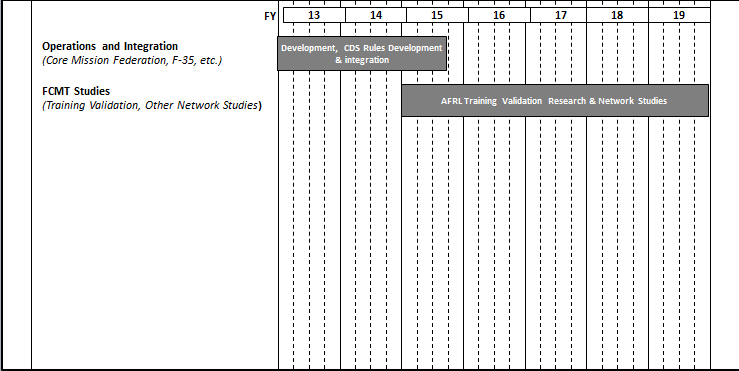 FY 13 14 15 16 17 18 19
Operations and Integration
(Core Mission Federation, F-35, etc.)
Development, CDS Rules Development
& integration
FCMT Studies
(Training Validation, Other Network Studies)
AFRL Training Validation Research & Network Studies